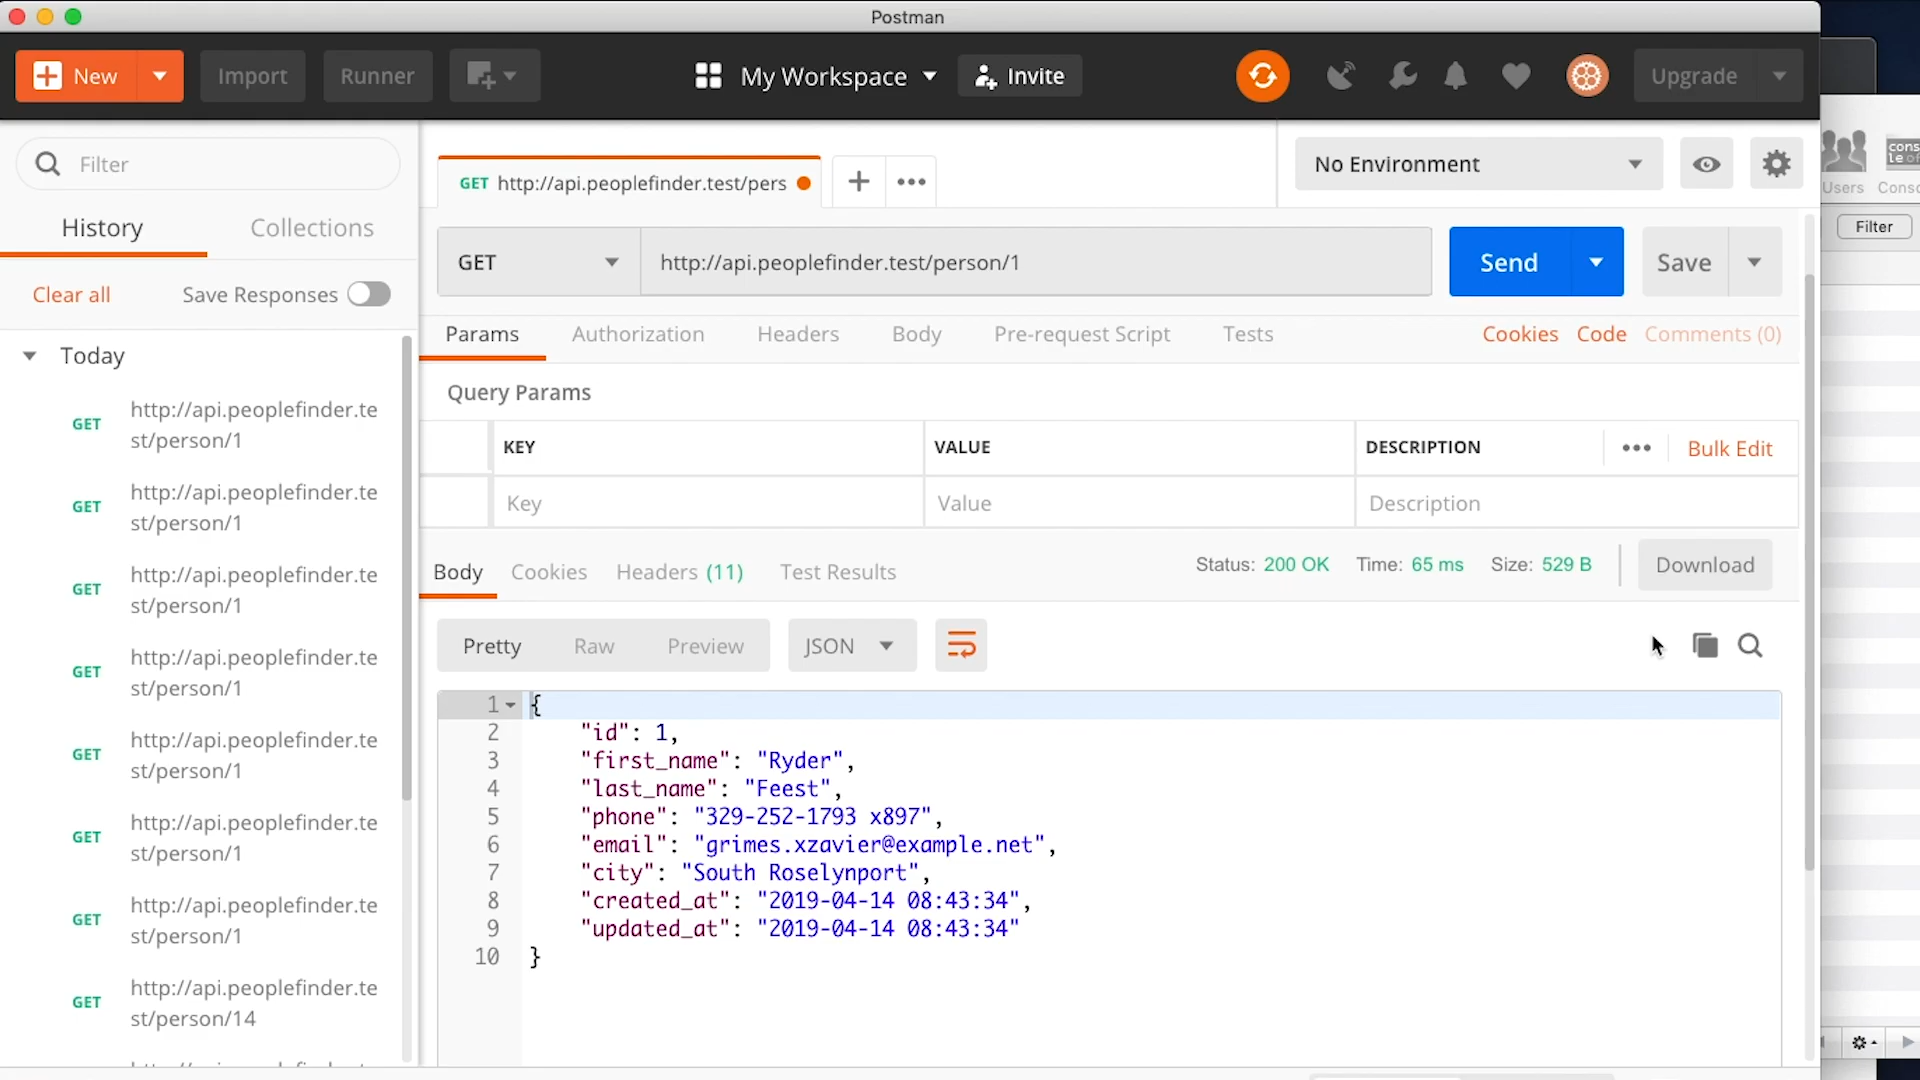 Postman
New
Import
Runner
My Workspace
Invite
Upgrade
Filter
History
Collections
Clear all
Save Responses
Today
GET
http://api.peoplefinder.te
st/person/1
GET
http://api.peoplefinder.te
st/person/1
GET
http://api.peoplefinder.te
st/person/1
GET
http://api.peoplefinder.te
st/person/1
GET
http://api.peoplefinder.te
st/person/1
GET
http://api.peoplefinder.te
st/person/1
GET
http://api.peoplefinder.te
st/person/1
GET
http://api.peoplefinder.te
st/person/14
GET http://api.peoplefinder.test/pers
No Environment
GET
http://api.peoplefinder.test/person/1
Send
Save
Params
Authorization
Headers
Body
Pre-request Script
Tests
Cookies
Code
Comments (0)
Query Params
KEY
VALUE
DESCRIPTION
Bulk Edit
Key
Value
Description
Body
Cookies
Headers (11)
Test Results
Status: 200 OK
Time: 65 ms
Size: 529 B
Download
Pretty
Raw
Preview
JSON
1 {
2 "id": 1,
3 "first_name": "Ryder",
4 "last_name": "Feest",
5 "phone": "329-252-1793 x897",
6 "email": "grimes.xzavier@example.net",
7 "city": "South Roselynport",
8 "created_at": "2019-04-14 08:43:34",
9 "updated_at": "2019-04-14 08:43:34"
10 }
Users
Filter